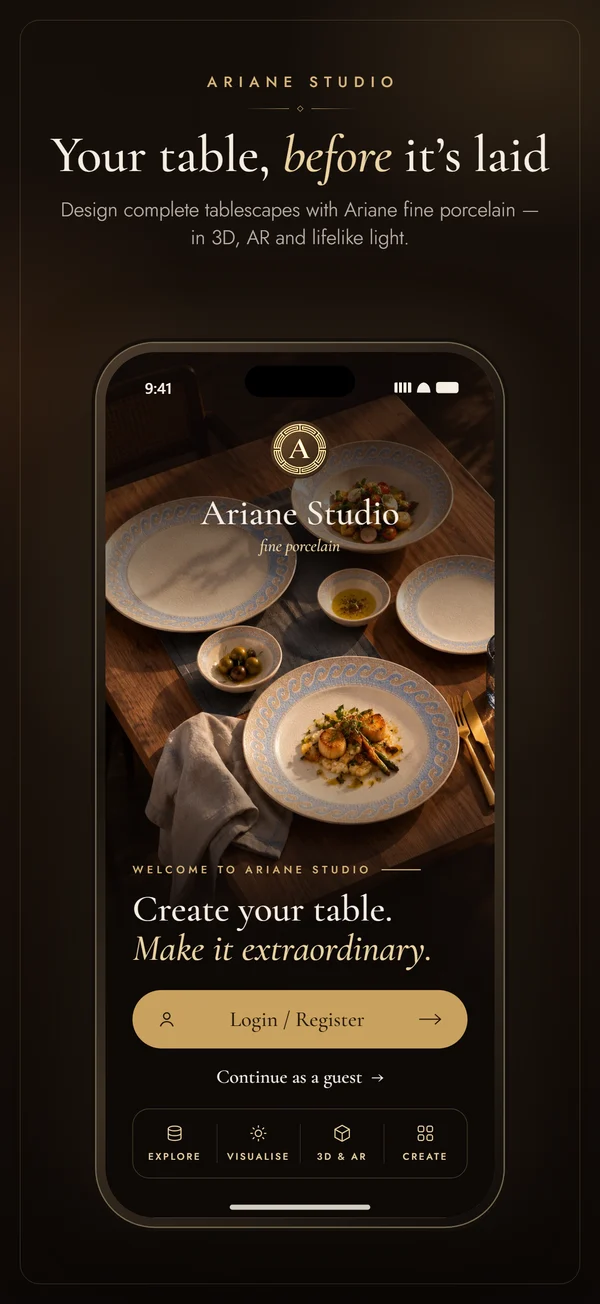 ARIANE STUDIO
Your table, before it’s laid
Design complete tablescapes with Ariane fine porcelain —
in 3D, AR and lifelike light.
9:41
A
Ariane Studio
fine porcelain
WELCOME TO ARIANE STUDIO
Create your table.
Make it extraordinary.
Login / Register
Continue as a guest →
EXPLORE
VISUALISE
3D & AR
CREATE